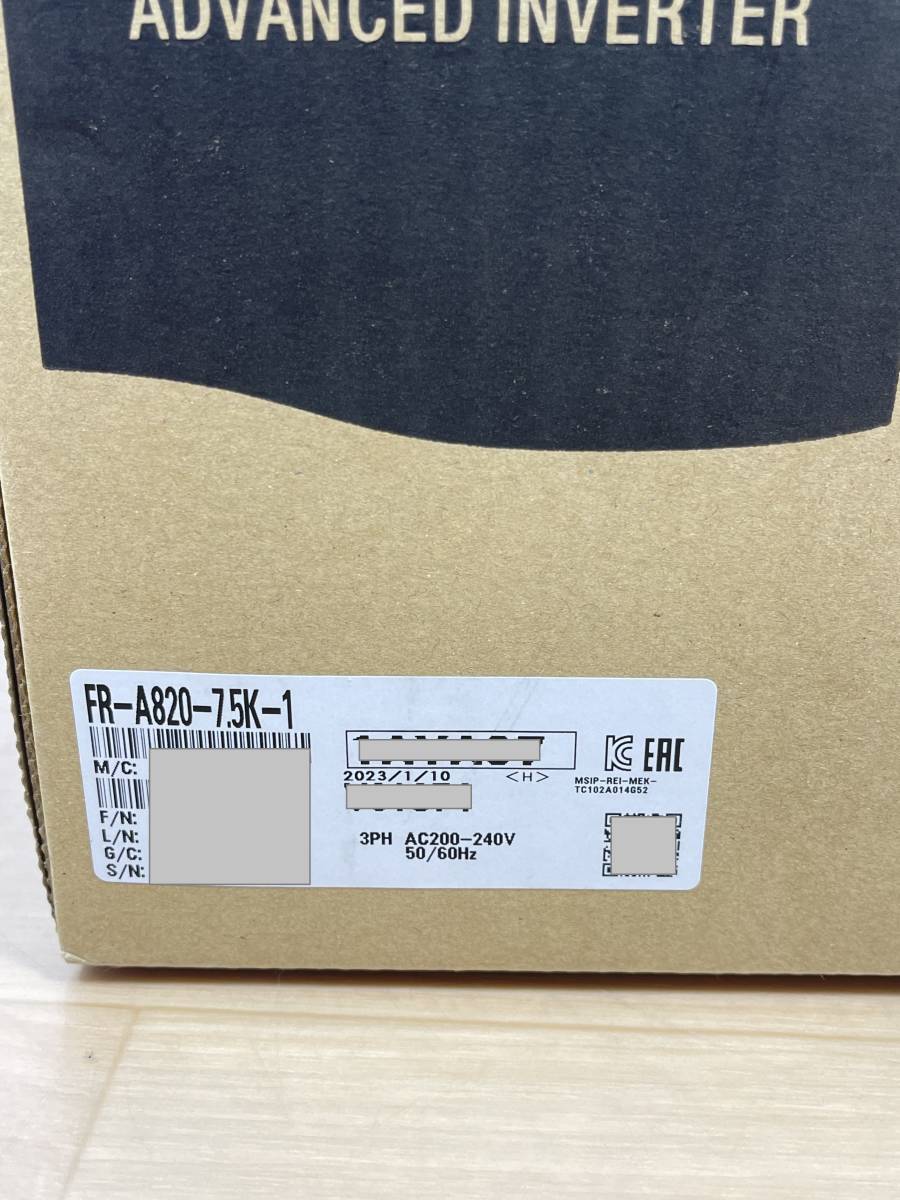 ADVANCED INVERTER
FR-A820-7.5K-1
M/C:
F/N:
L/N:
G/C:
S/N:
2023/1/10 <H>
3PH AC200-240V
50/60Hz
EAC
MSIP-REI-MEK-
TC102A014G52